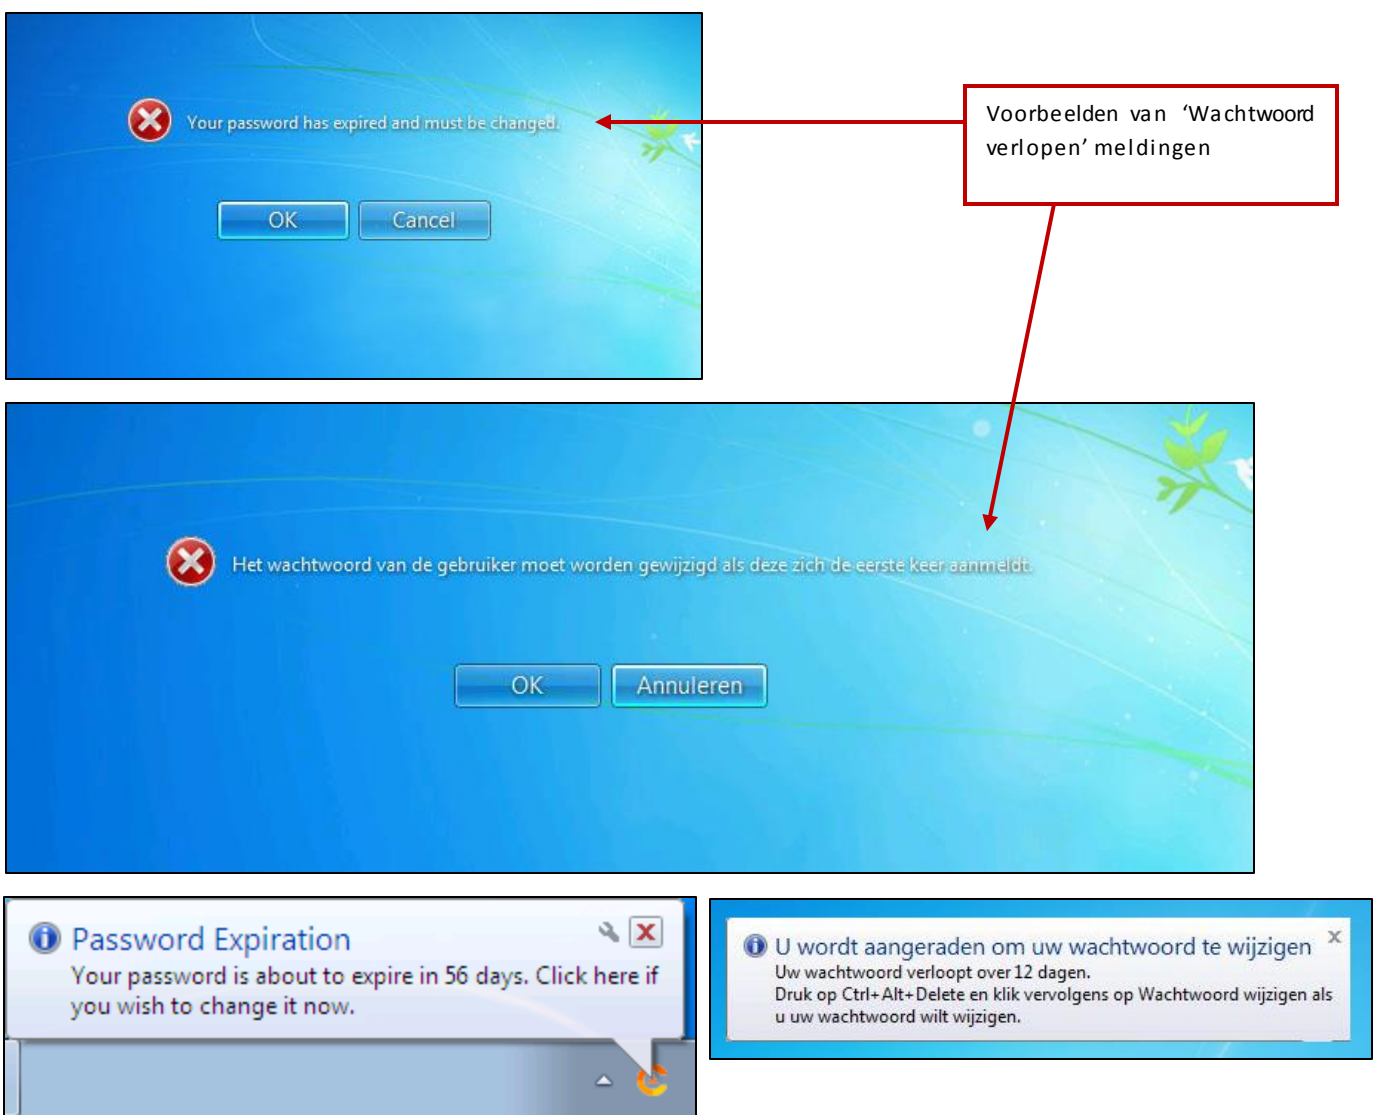 Your password has expired and must be changed.
OK
Cancel
Voorbeelden van ‘Wachtwoord
verlopen’ meldingen
Het wachtwoord van de gebruiker moet worden gewijzigd als deze zich de eerste keer aanmeldt.
OK
Annuleren
Password Expiration
Your password is about to expire in 56 days. Click here if
you wish to change it now.
U wordt aangeraden om uw wachtwoord te wijzigen
Uw wachtwoord verloopt over 12 dagen.
Druk op Ctrl+Alt+Delete en klik vervolgens op Wachtwoord wijzigen als
u uw wachtwoord wilt wijzigen.